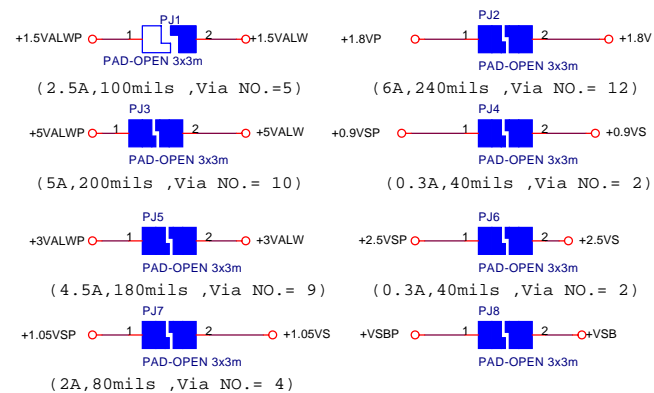 PJ1
+1.5VALWP 1 2 +1.5VALW
PAD-OPEN 3x3m
(2.5A,100mils ,Via NO.=5)
PJ2
+1.8VP 1 2 +1.8V
PAD-OPEN 3x3m
(6A,240mils ,Via NO.= 12)
PJ3
+5VALWP 1 2 +5VALW
PAD-OPEN 3x3m
(5A,200mils ,Via NO.= 10)
PJ4
+0.9VSP 1 2 +0.9VS
PAD-OPEN 3x3m
(0.3A,40mils ,Via NO.= 2)
PJ5
+3VALWP 1 2 +3VALW
PAD-OPEN 3x3m
(4.5A,180mils ,Via NO.= 9)
PJ6
+2.5VSP 1 2 +2.5VS
PAD-OPEN 3x3m
(0.3A,40mils ,Via NO.= 2)
PJ7
+1.05VSP 1 2 +1.05VS
PAD-OPEN 3x3m
(2A,80mils ,Via NO.= 4)
PJ8
+VSBP 1 2 +VSB
PAD-OPEN 3x3m